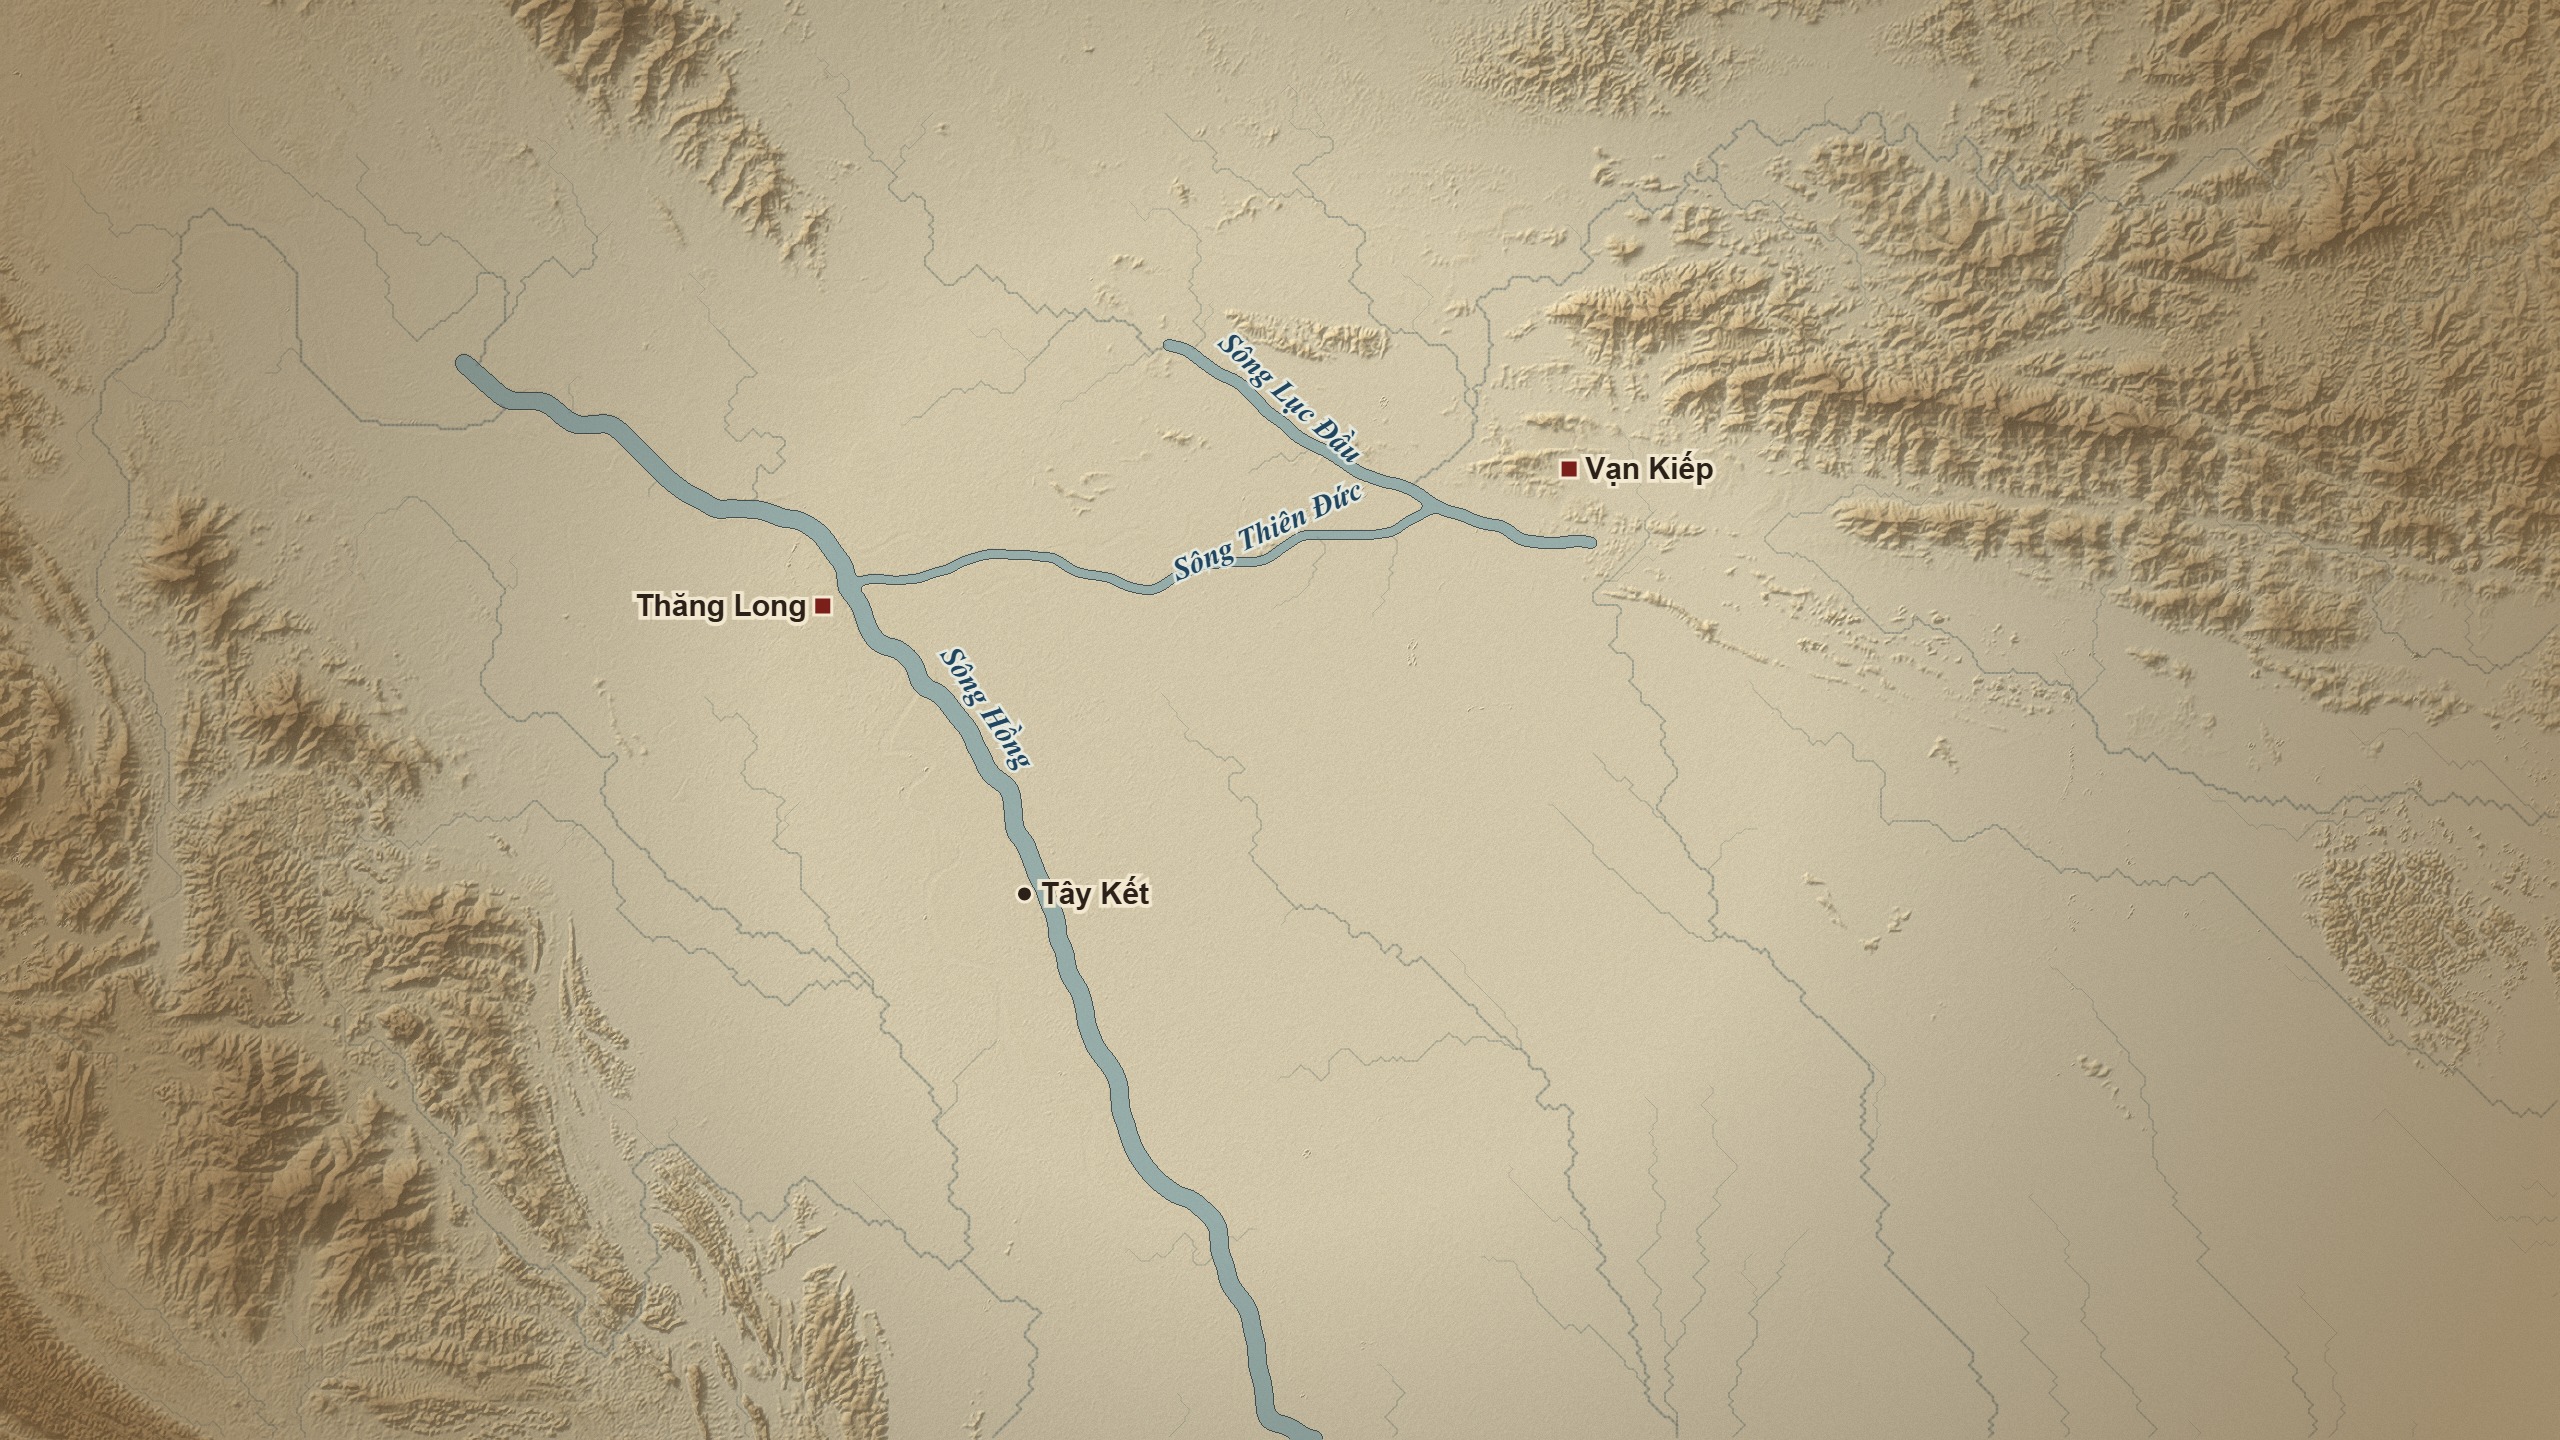 Sông Lục Đầu
Vạn Kiếp
Sông Thiên Đức
Thăng Long
Sông Hồng
Tây Kết